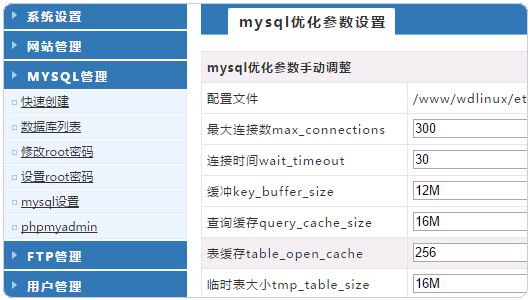 系统设置
网站管理
MYSQL管理
快速创建
数据库列表
修改root密码
设置root密码
mysql设置
phpmyadmin
FTP管理
用户管理
mysql优化参数设置
mysql优化参数手动调整
配置文件 /www/wdlinux/et
最大连接数max_connections 300
连接时间wait_timeout 30
缓冲key_buffer_size 12M
查询缓存query_cache_size 16M
表缓存table_open_cache 256
临时表大小tmp_table_size 16M